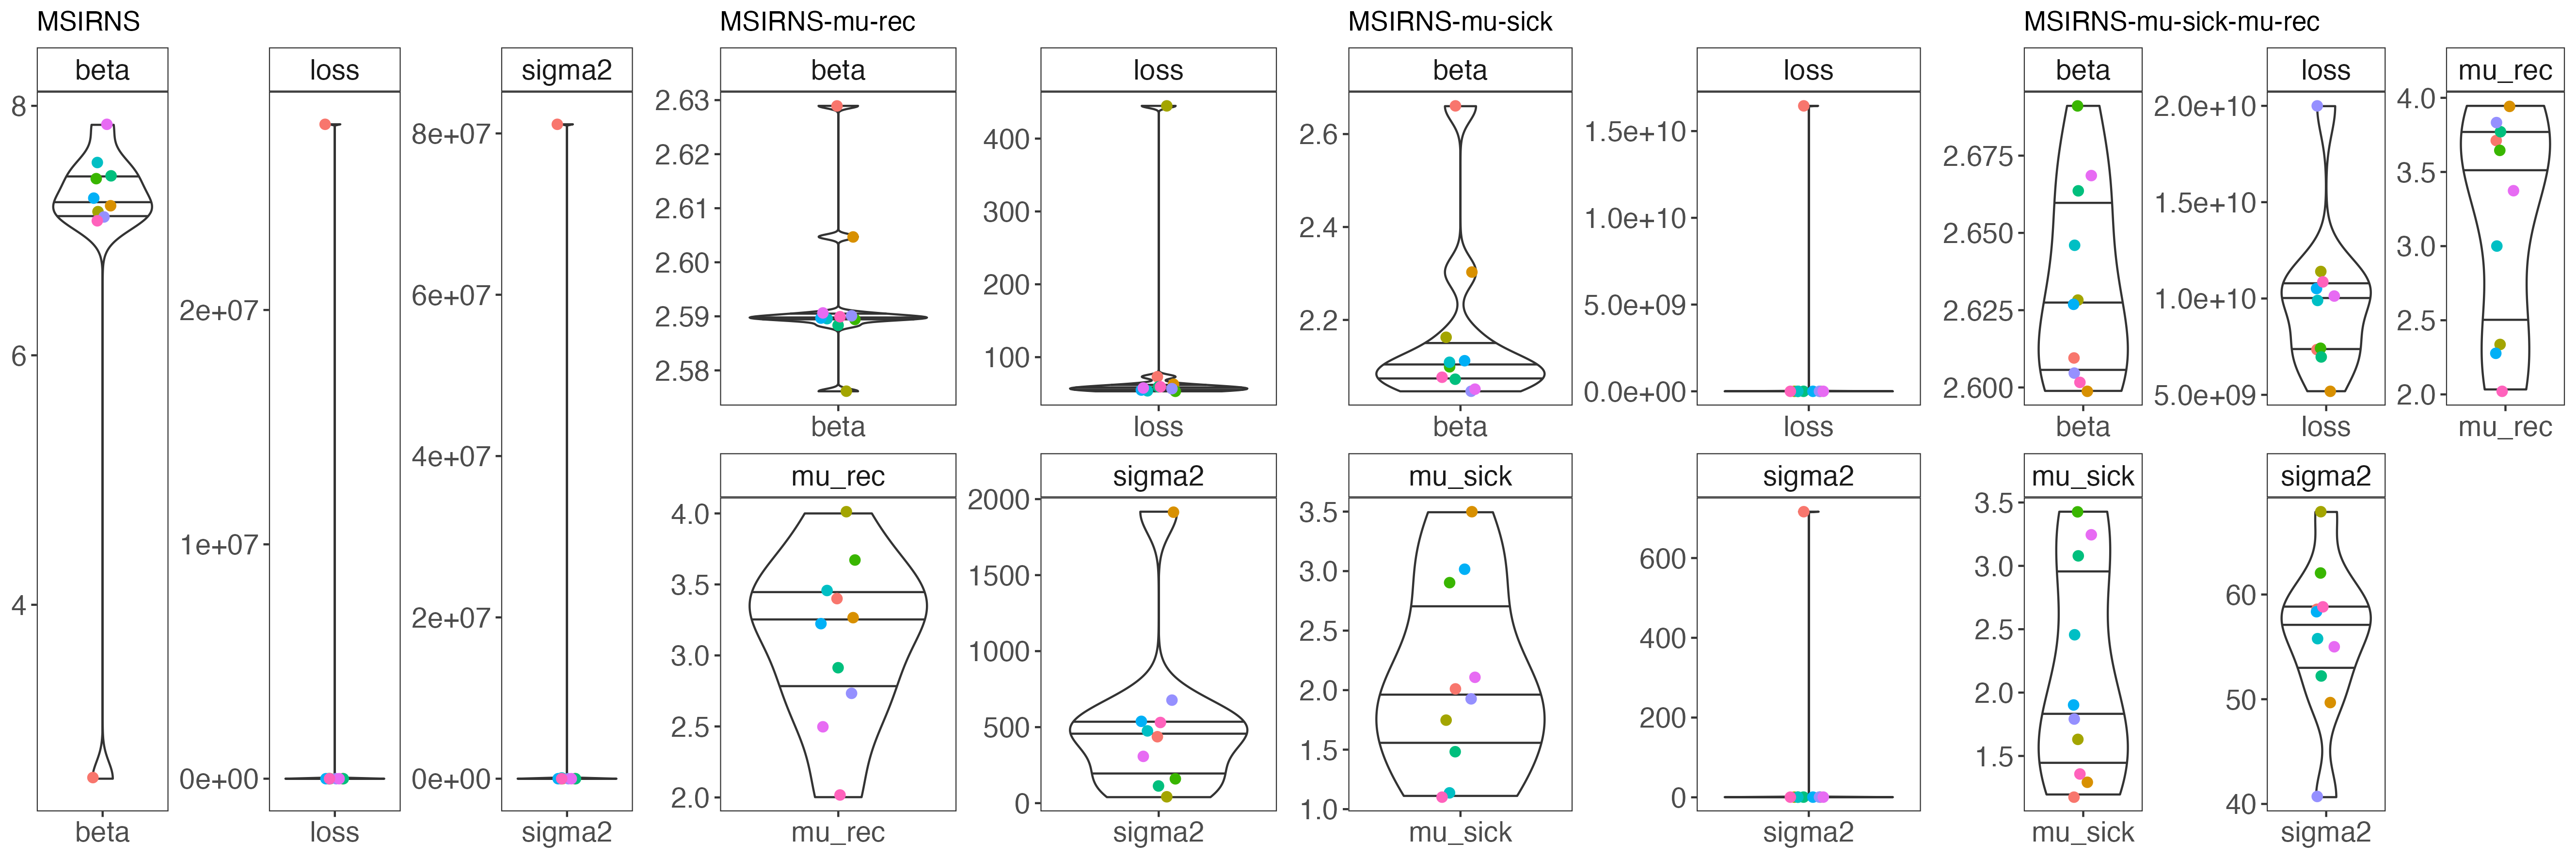 MSIRNS
beta
8
6
4
beta
loss
2e+07
1e+07
0e+00
loss
sigma2
8e+07
6e+07
4e+07
2e+07
0e+00
sigma2
MSIRNS-mu-rec
beta
2.63
2.62
2.61
2.60
2.59
2.58
beta
loss
400
300
200
100
loss
mu_rec
4.0
3.5
3.0
2.5
2.0
mu_rec
sigma2
2000
1500
1000
500
0
sigma2
MSIRNS-mu-sick
beta
2.6
2.4
2.2
beta
loss
1.5e+10
1.0e+10
5.0e+09
0.0e+00
loss
mu_sick
3.5
3.0
2.5
2.0
1.5
1.0
mu_sick
sigma2
600
400
200
0
sigma2
MSIRNS-mu-sick-mu-rec
beta
2.675
2.650
2.625
2.600
beta
loss
2.0e+10
1.5e+10
1.0e+10
5.0e+09
loss
mu_rec
4.0
3.5
3.0
2.5
2.0
mu_rec
mu_sick
3.5
3.0
2.5
2.0
1.5
mu_sick
sigma2
60
50
40
sigma2